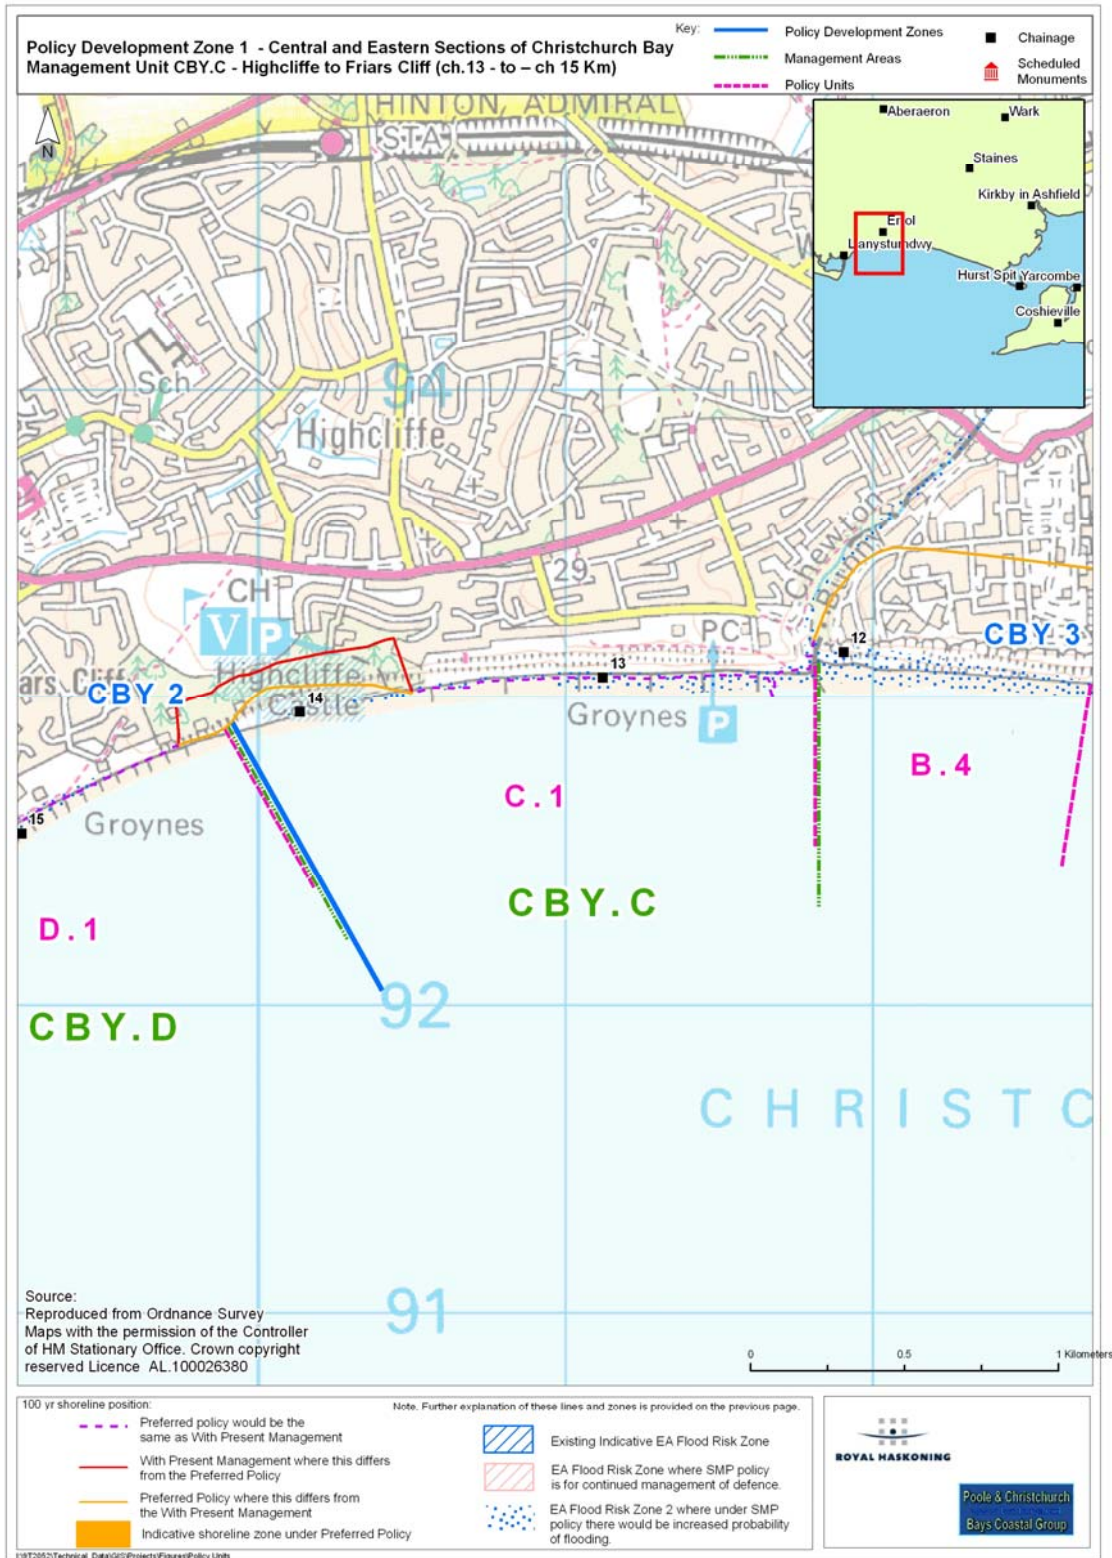 Policy Development Zone 1 - Central and Eastern Sections of Christchurch Bay
Management Unit CBY.C - Highcliffe to Friars Cliff (ch.13 - to – ch 15 Km)
Key:
Policy Development Zones
Management Areas
Policy Units
Chainage
Scheduled
Monuments
N
HINTON ADMIRAL
STA
Aberaeron
Wark
Staines
Kirkby in Ashfield
Errol
Llanystumdwy
Hurst Spit
Yarcombe
Coshieville
Sch
94
Highcliffe
Chewton
Bunny
29
CH
V P
PC
12
CBY 3
13
ars Cliff
CBY 2
Highcliffe
Castle
14
Groynes
P
B.4
C.1
15
Groynes
CBY.C
D.1
92
CBY.D
CHRISTC
91
Source:
Reproduced from Ordnance Survey
Maps with the permission of the Controller
of HM Stationary Office. Crown copyright
reserved Licence AL.100026380
0 0.5 1 Kilometers
100 yr shoreline position:
Note. Further explanation of these lines and zones is provided on the previous page.
Preferred policy would be the
same as With Present Management
With Present Management where this differs
from the Preferred Policy
Preferred Policy where this differs from
the With Present Management
Indicative shoreline zone under Preferred Policy
Existing Indicative EA Flood Risk Zone
EA Flood Risk Zone where SMP policy
is for continued management of defence.
EA Flood Risk Zone 2 where under SMP
policy there would be increased probability
of flooding.
ROYAL HASKONING
Poole & Christchurch
Bays Coastal Group